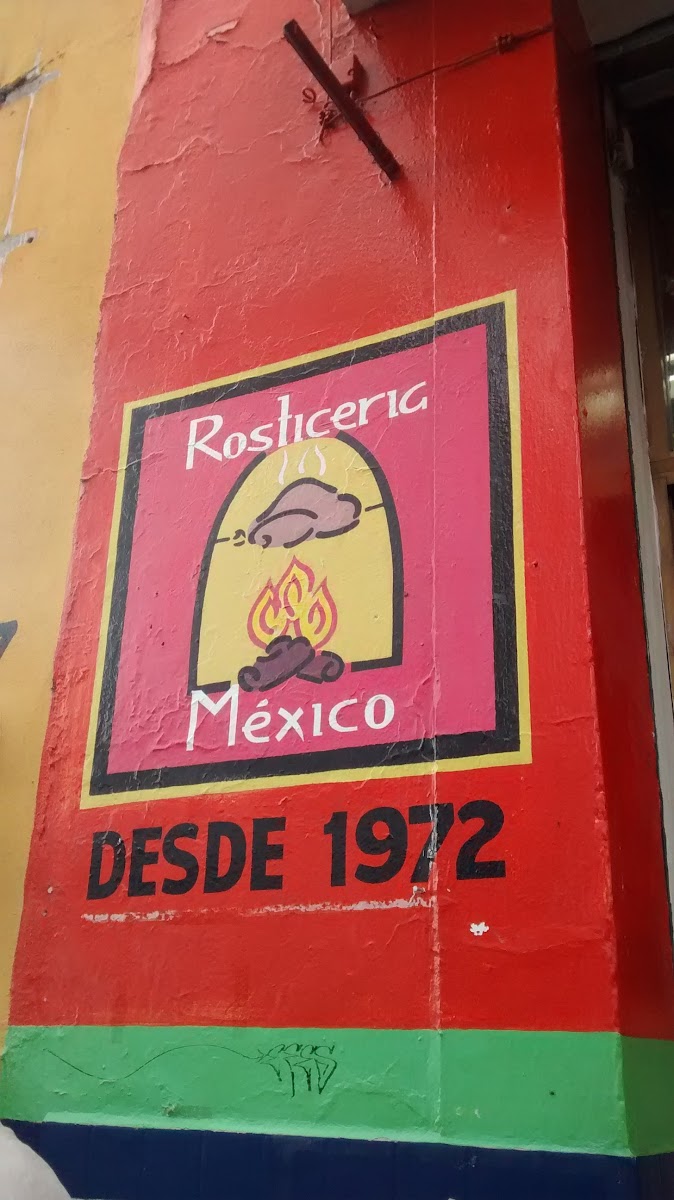 Rosticeria
México
DESDE 1972